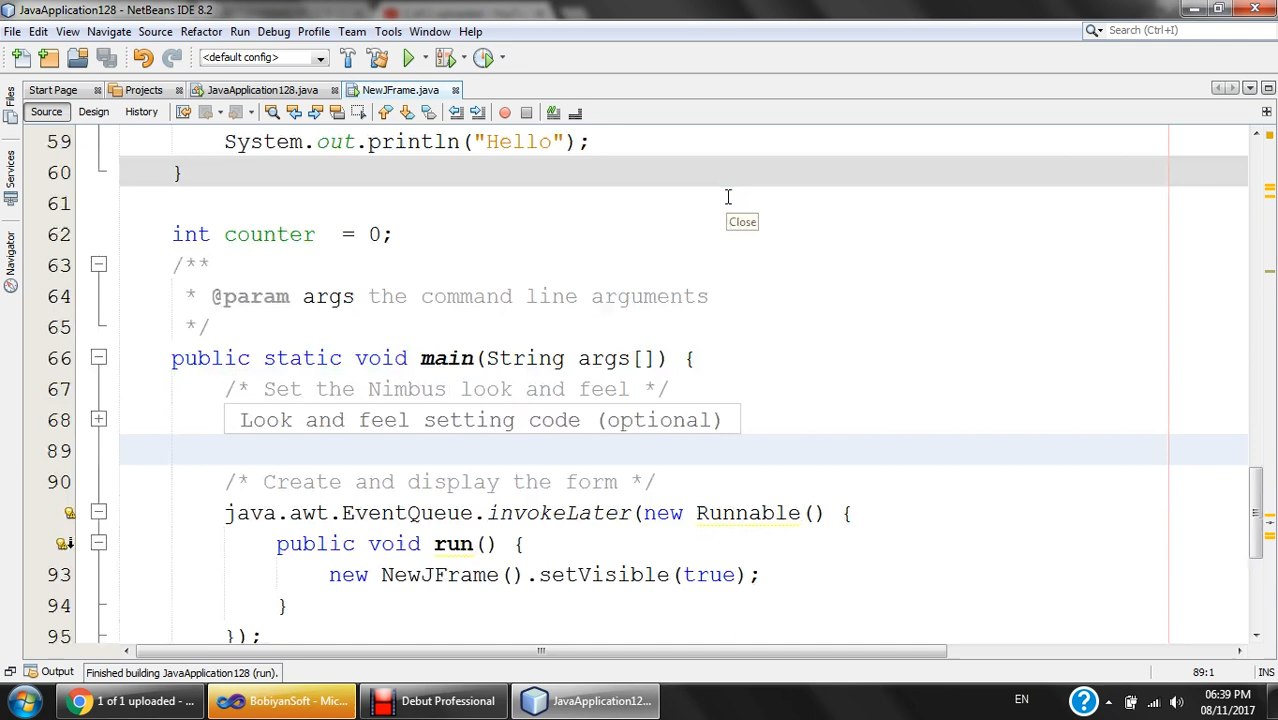 JavaApplication128 - NetBeans IDE 8.2
File Edit View Navigate Source Refactor Run Debug Profile Team Tools Window Help
Search (Ctrl+I)
<default config>
Start Page Projects JavaApplication128.java NewJFrame.java
Source Design History
Files
Services
Navigator
59 System.out.println("Hello");
60 }
61
62 int counter = 0;
63 /**
64 * @param args the command line arguments
65 */
66 public static void main(String args[]) {
67 /* Set the Nimbus look and feel */
68 Look and feel setting code (optional)
89
90 /* Create and display the form */
java.awt.EventQueue.invokeLater(new Runnable() {
public void run() {
93 new NewJFrame().setVisible(true);
94 }
95 });
Close
Output Finished building JavaApplication128 (run). 89:1 INS
1 of 1 uploaded - ... BobiyanSoft - Mic... Debut Professional JavaApplication12... EN
06:39 PM
08/11/2017